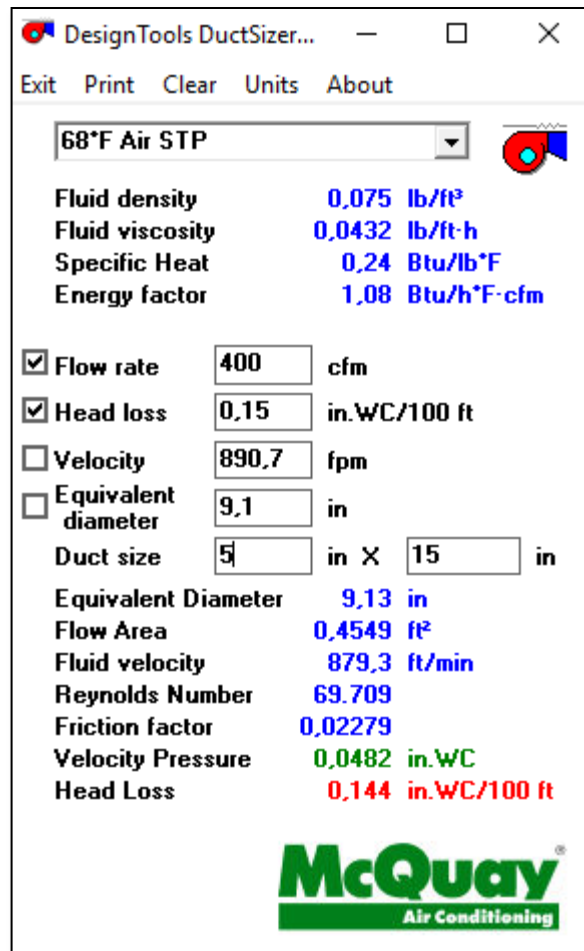 DesignTools DuctSizer...
Exit Print Clear Units About
68°F Air STP
Fluid density 0,075 lb/ft³
Fluid viscosity 0,0432 lb/ft·h
Specific Heat 0,24 Btu/lb°F
Energy factor 1,08 Btu/h°F·cfm
Flow rate 400 cfm
Head loss 0,15 in.WC/100 ft
Velocity 890,7 fpm
Equivalent
diameter 9,1 in
Duct size 5 in X 15 in
Equivalent Diameter 9,13 in
Flow Area 0,4549 ft²
Fluid velocity 879,3 ft/min
Reynolds Number 69.709
Friction factor 0,02279
Velocity Pressure 0,0482 in.WC
Head Loss 0,144 in.WC/100 ft
McQuay®
Air Conditioning